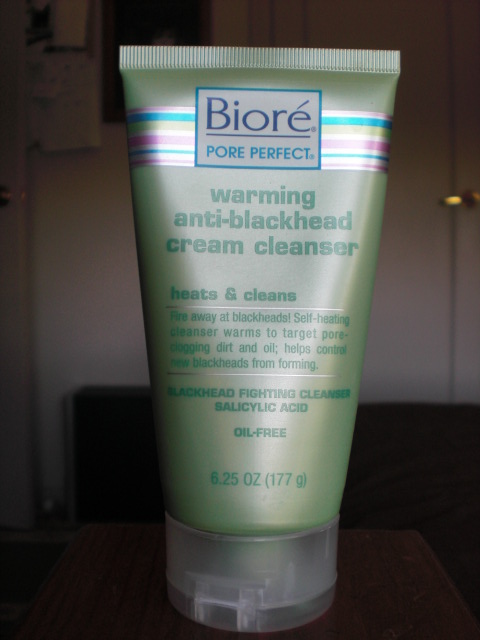 Bioré®
PORE PERFECT®
warming
anti-blackhead
cream cleanser
heats & cleans
Fire away at blackheads! Self-heating
cleanser warms to target pore-
clogging dirt and oil; helps control
new blackheads from forming.
BLACKHEAD FIGHTING CLEANSER
SALICYLIC ACID
OIL-FREE
6.25 OZ (177 g)